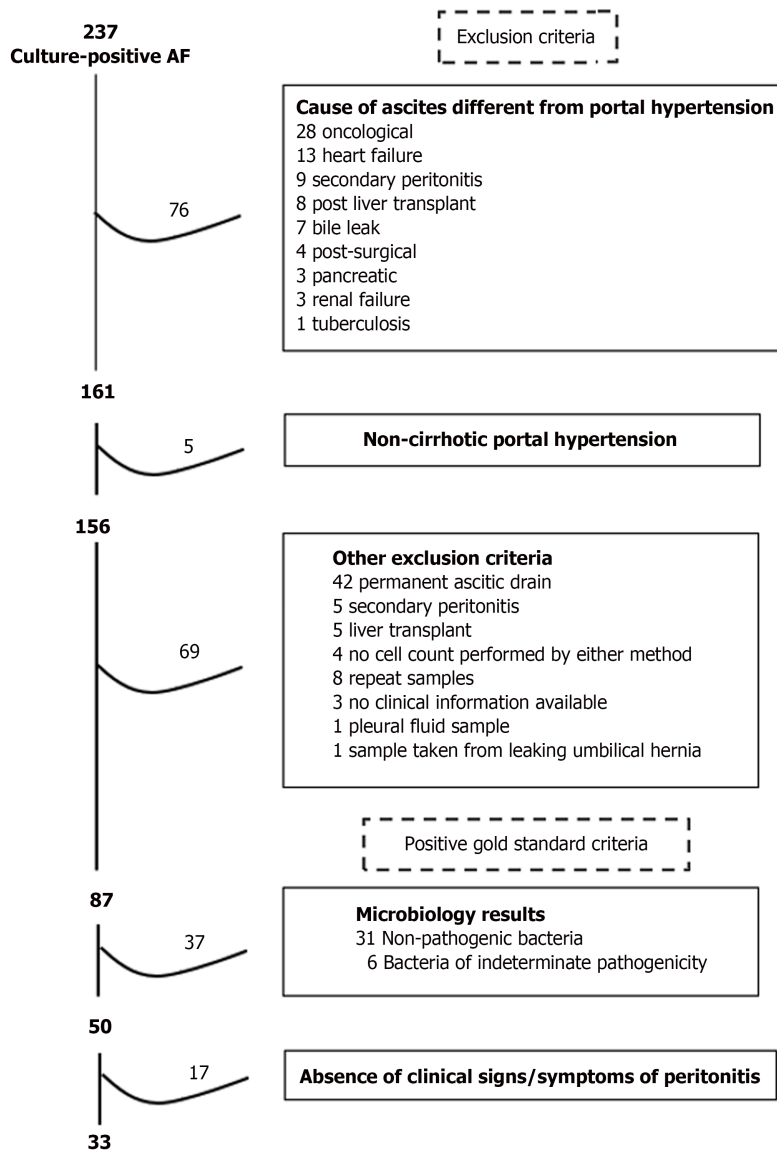 237
Culture-positive AF
Exclusion criteria
Cause of ascites different from portal hypertension
28 oncological
13 heart failure
9 secondary peritonitis
8 post liver transplant
7 bile leak
4 post-surgical
3 pancreatic
3 renal failure
1 tuberculosis
76
161
5
Non-cirrhotic portal hypertension
156
Other exclusion criteria
42 permanent ascitic drain
5 secondary peritonitis
5 liver transplant
4 no cell count performed by either method
8 repeat samples
3 no clinical information available
1 pleural fluid sample
1 sample taken from leaking umbilical hernia
69
Positive gold standard criteria
87
37
Microbiology results
31 Non-pathogenic bacteria
6 Bacteria of indeterminate pathogenicity
50
17
Absence of clinical signs/symptoms of peritonitis
33